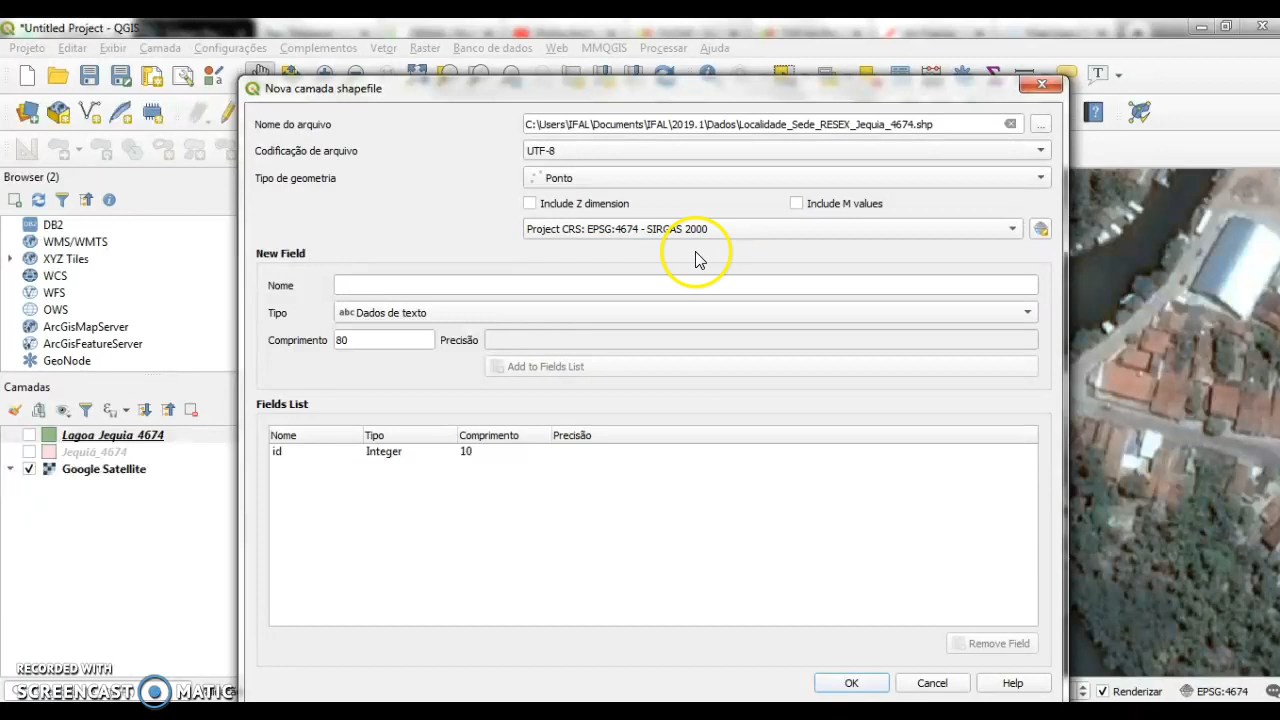 *Untitled Project - QGIS
Projeto Editar Exibir Camada Configurações Complementos Vetor Raster Banco de dados Web MMQGIS Processar Ajuda
Nova camada shapefile
Nome do arquivo C:\Users\IFAL\Documents\IFAL\2019.1\Dados\Localidade_Sede_RESEX_Jequia_4674.shp ...
Codificação de arquivo UTF-8
Tipo de geometria Ponto
Include Z dimension Include M values
Project CRS: EPSG:4674 - SIRGAS 2000
New Field
Nome
Tipo abc Dados de texto
Comprimento 80 Precisão
Add to Fields List
Fields List
Nome Tipo Comprimento Precisão
id Integer 10
Remove Field
OK Cancel Help
Browser (2)
DB2
WMS/WMTS
XYZ Tiles
WCS
WFS
OWS
ArcGisMapServer
ArcGisFeatureServer
GeoNode
Camadas
Lagoa_Jequia_4674
Jequiá_4674
Google Satellite
RECORDED WITH
SCREENCAST MATIC
Renderizar EPSG:4674